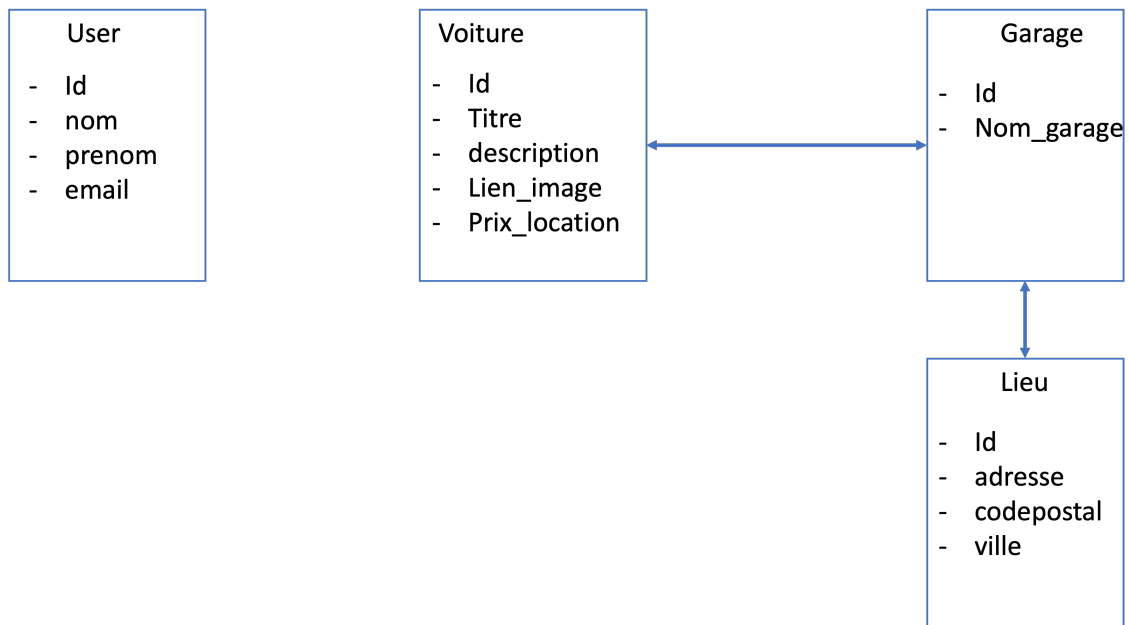 User
- Id
- nom
- prenom
- email
Voiture
- Id
- Titre
- description
- Lien_image
- Prix_location
Garage
- Id
- Nom_garage
Lieu
- Id
- adresse
- codepostal
- ville